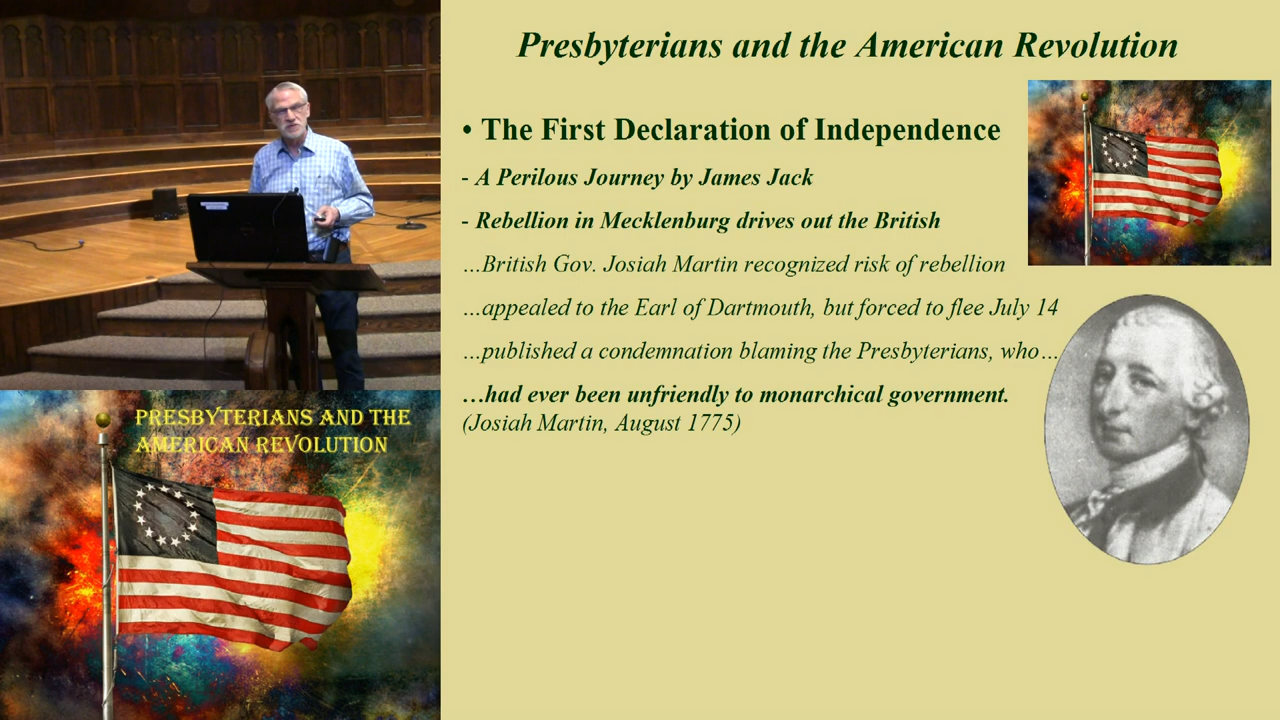 Presbyterians and the American Revolution
• The First Declaration of Independence
- A Perilous Journey by James Jack
- Rebellion in Mecklenburg drives out the British
...British Gov. Josiah Martin recognized risk of rebellion
...appealed to the Earl of Dartmouth, but forced to flee July 14
...published a condemnation blaming the Presbyterians, who...
...had ever been unfriendly to monarchical government.
(Josiah Martin, August 1775)
PRESBYTERIANS AND THE
AMERICAN REVOLUTION